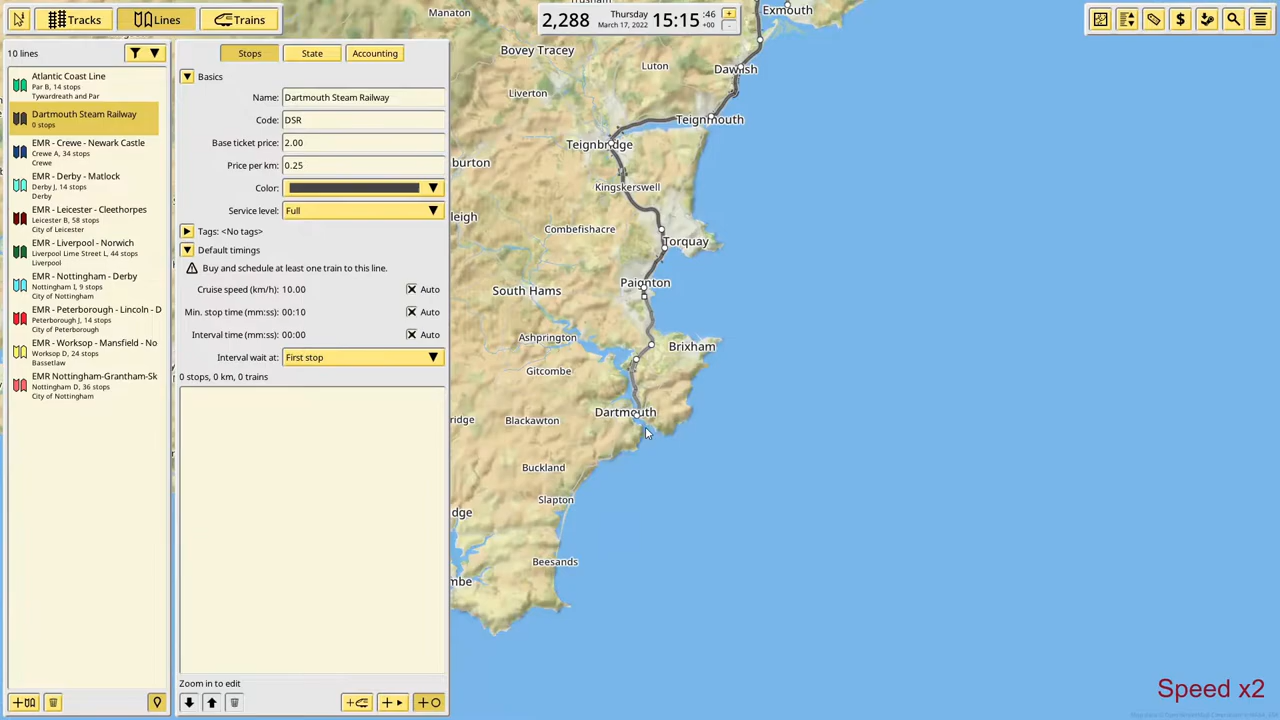 Tracks
Lines
Trains
2,288
Thursday
March 17, 2022
15:15 :46
+00
10 lines
Atlantic Coast Line
Par B, 14 stops
Tywardreath and Par
Dartmouth Steam Railway
0 stops
EMR - Crewe - Newark Castle
Crewe A, 34 stops
Crewe
EMR - Derby - Matlock
Derby J, 14 stops
Derby
EMR - Leicester - Cleethorpes
Leicester B, 58 stops
City of Leicester
EMR - Liverpool - Norwich
Liverpool Lime Street L, 44 stops
Liverpool
EMR - Nottingham - Derby
Nottingham I, 9 stops
City of Nottingham
EMR - Peterborough - Lincoln - D
Peterborough J, 14 stops
City of Peterborough
EMR - Worksop - Mansfield - No
Worksop D, 24 stops
Bassetlaw
EMR Nottingham-Grantham-Sk
Nottingham D, 36 stops
City of Nottingham
Stops
State
Accounting
Basics
Name: Dartmouth Steam Railway
Code: DSR
Base ticket price: 2.00
Price per km: 0.25
Color:
Service level: Full
Tags: <No tags>
Default timings
Buy and schedule at least one train to this line.
Cruise speed (km/h): 10.00 Auto
Min. stop time (mm:ss): 00:10 Auto
Interval time (mm:ss): 00:00 Auto
Interval wait at: First stop
0 stops, 0 km, 0 trains
Zoom in to edit
Manaton
Trusham
Exmouth
Bovey Tracey
Luton
Dawlish
Liverton
Teignmouth
Teignbridge
burton
Kingskerswell
leigh
Combefishacre
Torquay
Paignton
South Hams
Ashprington
Brixham
Gitcombe
Dartmouth
ridge
Blackawton
Buckland
Slapton
dge
Beesands
mbe
Speed x2